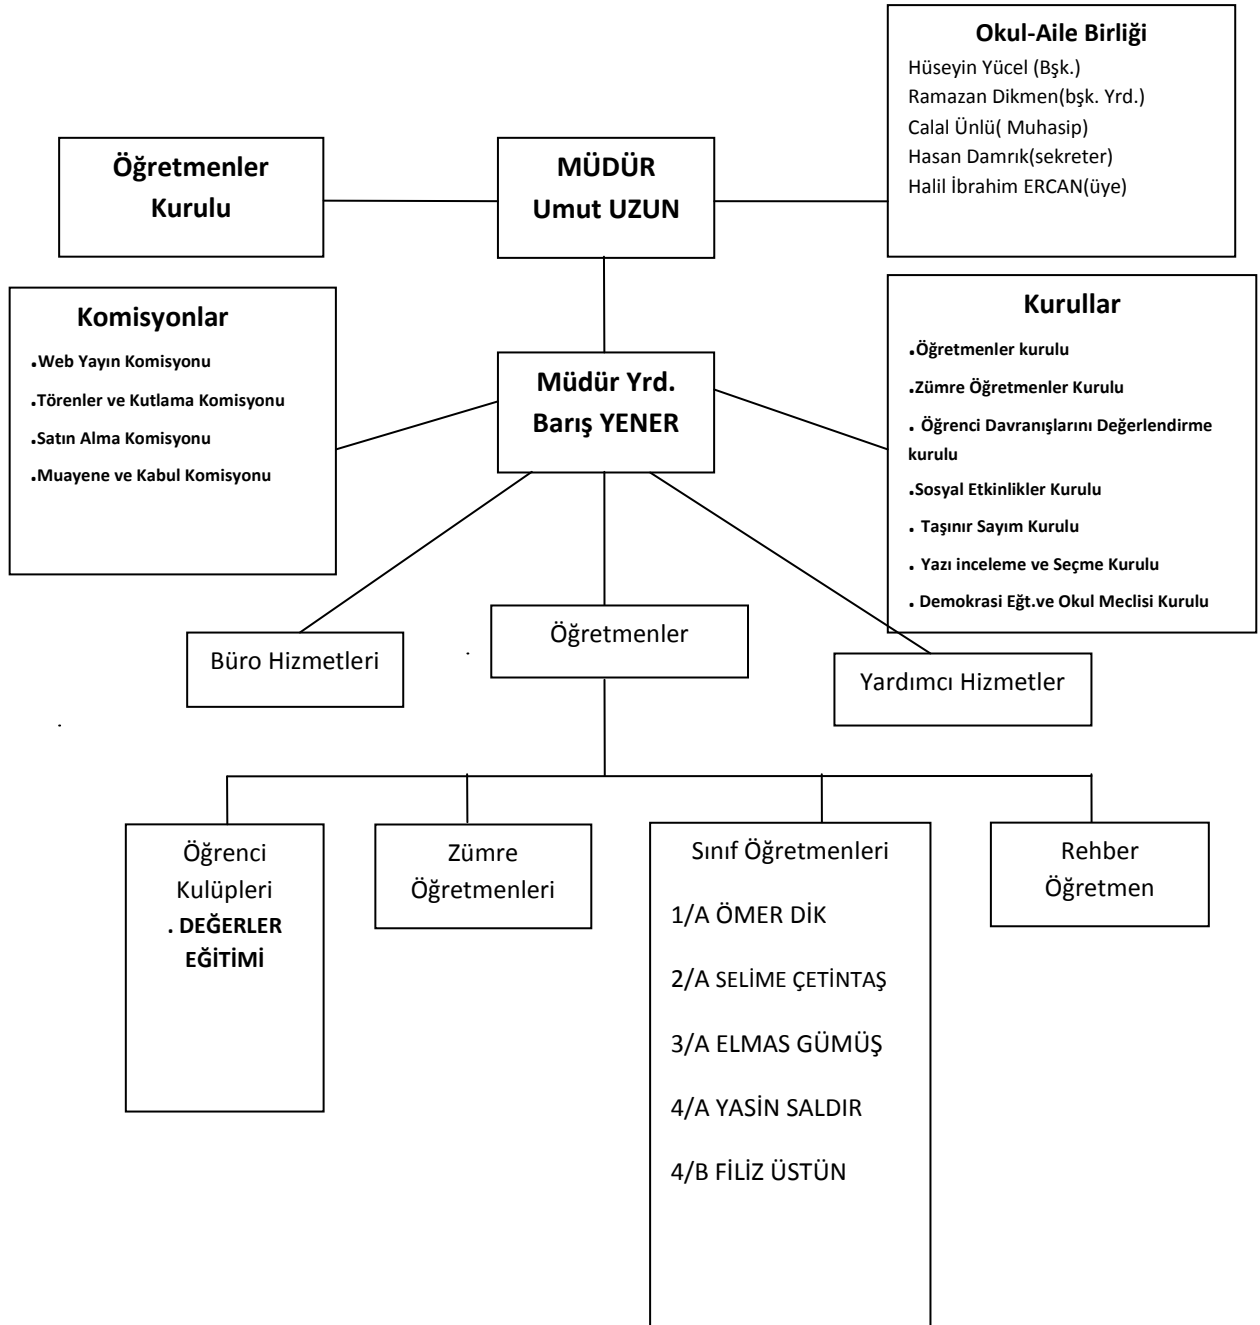 Okul-Aile Birliği
Hüseyin Yücel (Bşk.)
Ramazan Dikmen(bşk. Yrd.)
Calal Ünlü( Muhasip)
Hasan Damrık(sekreter)
Halil İbrahim ERCAN(üye)
Öğretmenler
Kurulu
MÜDÜR
Umut UZUN
Komisyonlar
.Web Yayın Komisyonu
.Törenler ve Kutlama Komisyonu
.Satın Alma Komisyonu
.Muayene ve Kabul Komisyonu
Müdür Yrd.
Barış YENER
Kurullar
.Öğretmenler kurulu
.Zümre Öğretmenler Kurulu
. Öğrenci Davranışlarını Değerlendirme
kurulu
.Sosyal Etkinlikler Kurulu
. Taşınır Sayım Kurulu
. Yazı inceleme ve Seçme Kurulu
. Demokrasi Eğt.ve Okul Meclisi Kurulu
Büro Hizmetleri
Öğretmenler
Yardımcı Hizmetler
Öğrenci
Kulüpleri
. DEĞERLER
EĞİTİMİ
Zümre
Öğretmenleri
Sınıf Öğretmenleri
1/A ÖMER DİK
2/A SELİME ÇETİNTAŞ
3/A ELMAS GÜMÜŞ
4/A YASİN SALDIR
4/B FİLİZ ÜSTÜN
Rehber
Öğretmen